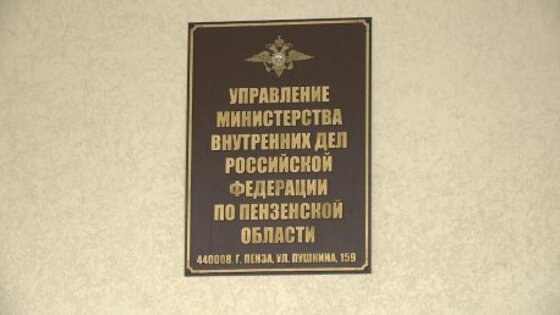 УПРАВЛЕНИЕ
МИНИСТЕРСТВА
ВНУТРЕННИХ ДЕЛ
РОССИЙСКОЙ
ФЕДЕРАЦИИ
ПО ПЕНЗЕНСКОЙ
ОБЛАСТИ
440008, Г. ПЕНЗА, УЛ. ПУШКИНА, 159